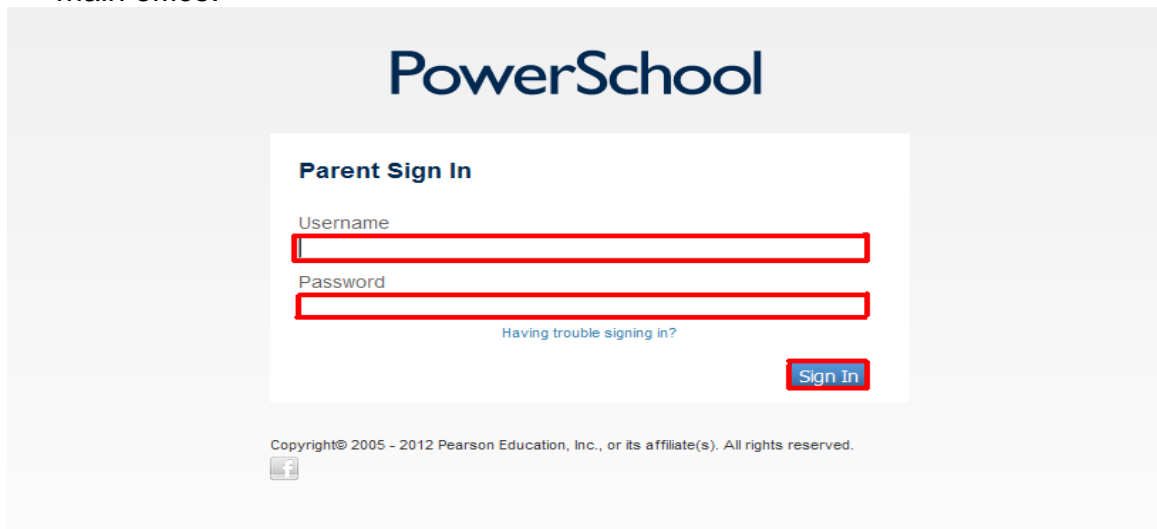 PowerSchool
Parent Sign In
Username
Password
Having trouble signing in?
Sign In
Copyright© 2005 - 2012 Pearson Education, Inc., or its affiliate(s). All rights reserved.